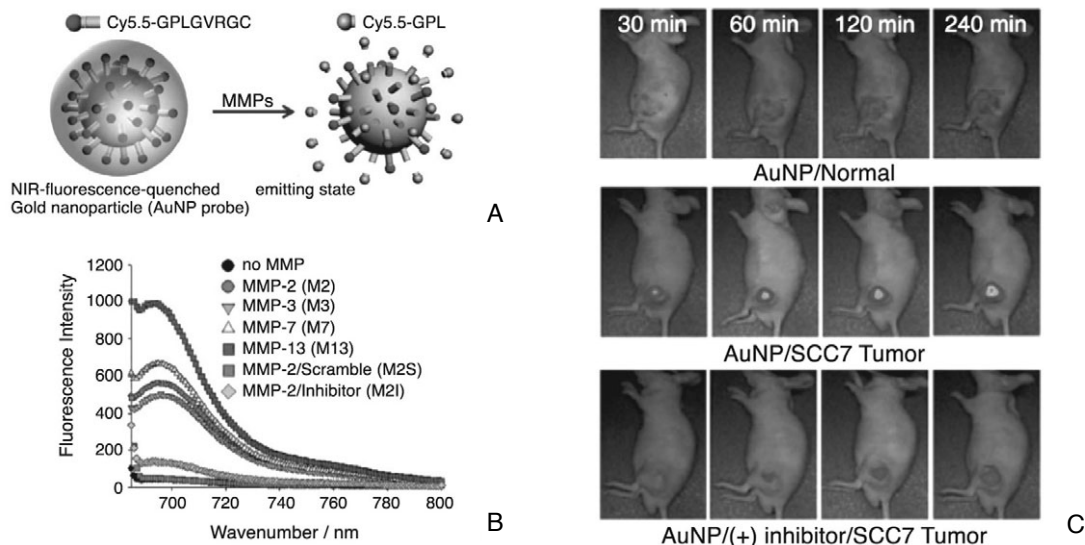 Cy5.5-GPLGVRGC
Cy5.5-GPL
MMPs
NIR-fluorescence-quenched
Gold nanoparticle (AuNP probe)
emitting state
A
1200
1000
800
600
400
200
0
Fluorescence Intensity
700
720
740
760
780
800
Wavenumber / nm
no MMP
MMP-2 (M2)
MMP-3 (M3)
MMP-7 (M7)
MMP-13 (M13)
MMP-2/Scramble (M2S)
MMP-2/Inhibitor (M2I)
B
30 min
60 min
120 min
240 min
AuNP/Normal
AuNP/SCC7 Tumor
AuNP/(+) inhibitor/SCC7 Tumor
C